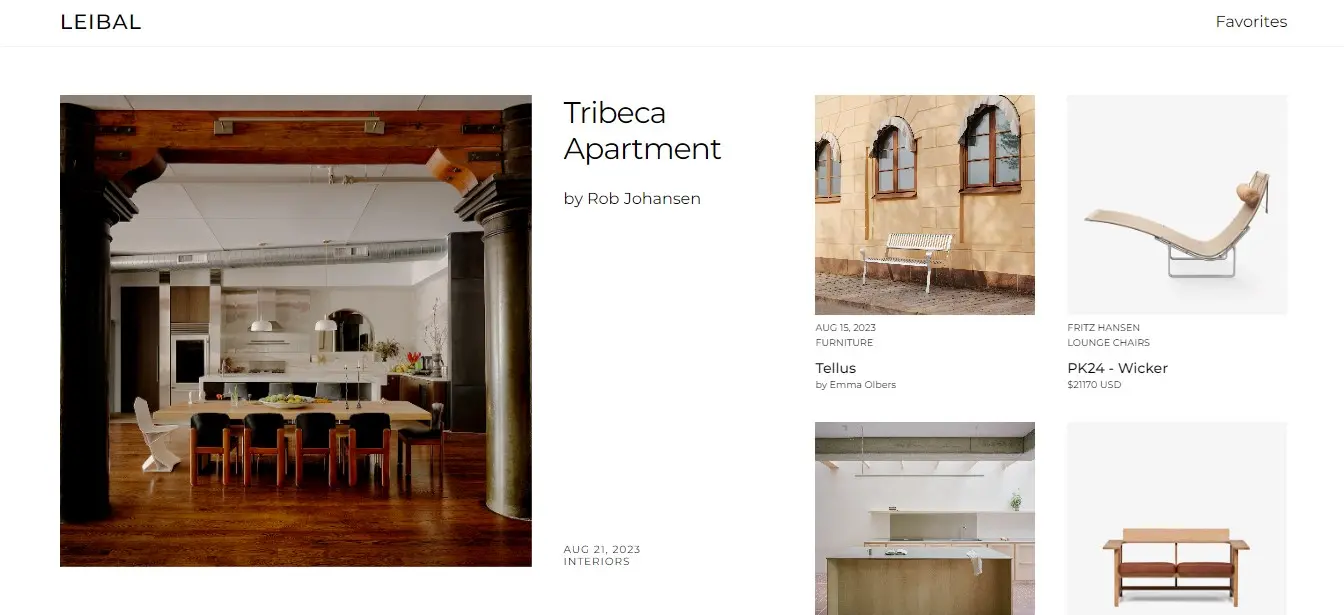 LEIBAL
Favorites
Tribeca
Apartment
by Rob Johansen
AUG 21, 2023
INTERIORS
AUG 15, 2023
FURNITURE
Tellus
by Emma Olbers
FRITZ HANSEN
LOUNGE CHAIRS
PK24 - Wicker
$21170 USD